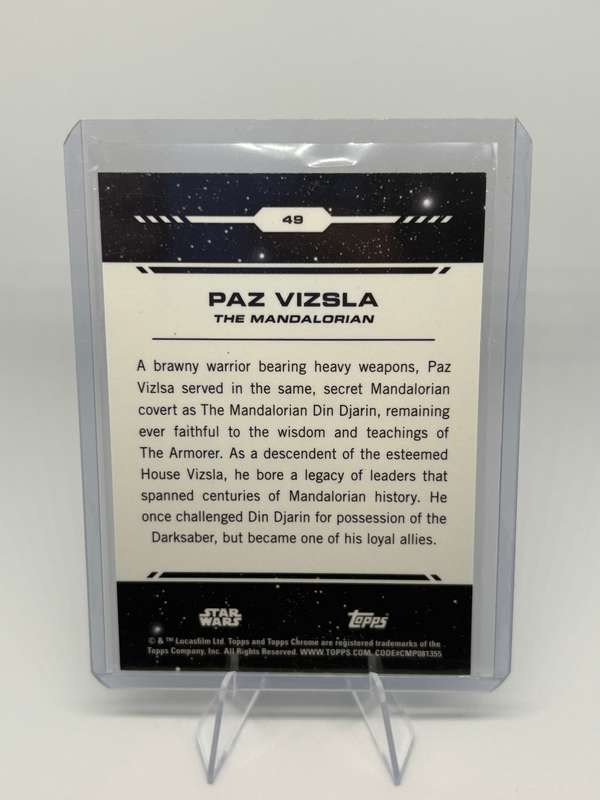 49
PAZ VIZSLA
THE MANDALORIAN
A brawny warrior bearing heavy weapons, Paz
Vizlsa served in the same, secret Mandalorian
covert as The Mandalorian Din Djarin, remaining
ever faithful to the wisdom and teachings of
The Armorer. As a descendent of the esteemed
House Vizsla, he bore a legacy of leaders that
spanned centuries of Mandalorian history. He
once challenged Din Djarin for possession of the
Darksaber, but became one of his loyal allies.
STAR
WARS
Topps
© & ™ Lucasfilm Ltd. Topps and Topps Chrome are registered trademarks of the
Topps Company, Inc. All Rights Reserved. WWW.TOPPS.COM. CODE#CMP081355